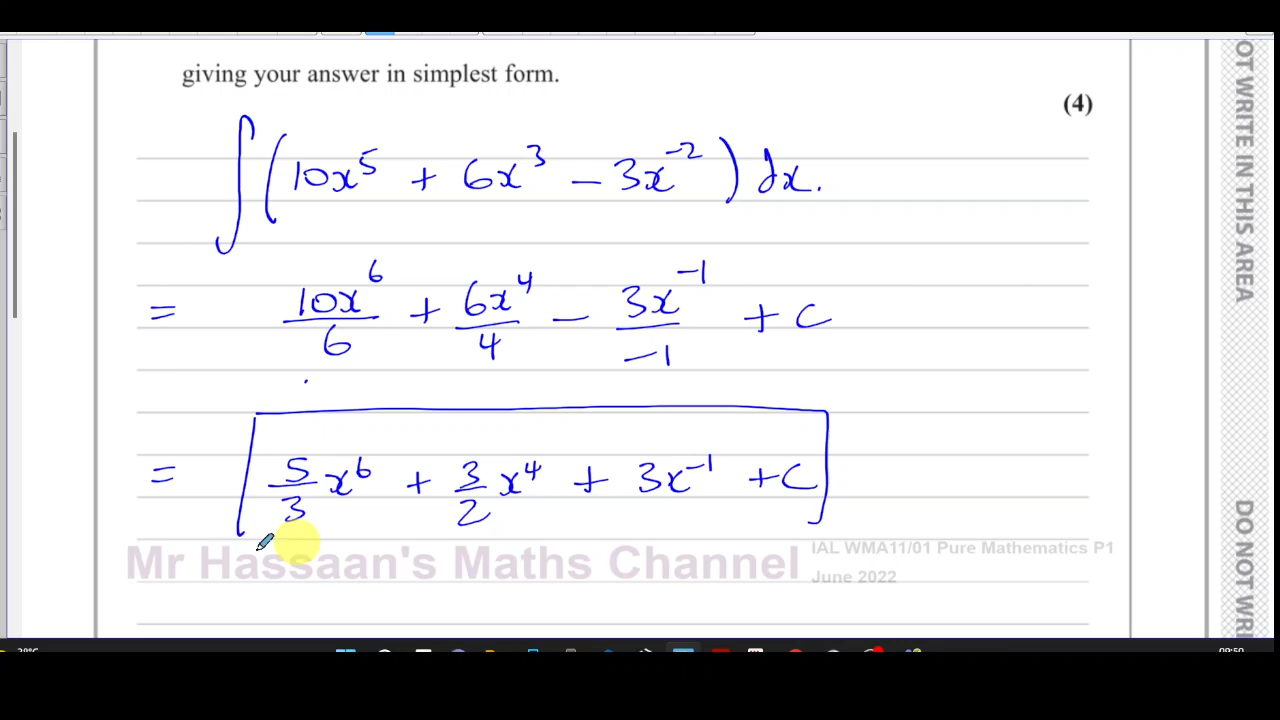 giving your answer in simplest form.
(4)
∫(10x⁵ + 6x³ − 3x⁻²) dx.
= 10x⁶/6 + 6x⁴/4 − 3x⁻¹/−1 + C
= 5/3 x⁶ + 3/2 x⁴ + 3x⁻¹ + C
Mr Hassaan's Maths Channel
IAL WMA11/01 Pure Mathematics P1
June 2022
OT WRITE IN THIS AREA
DO NOT WRI